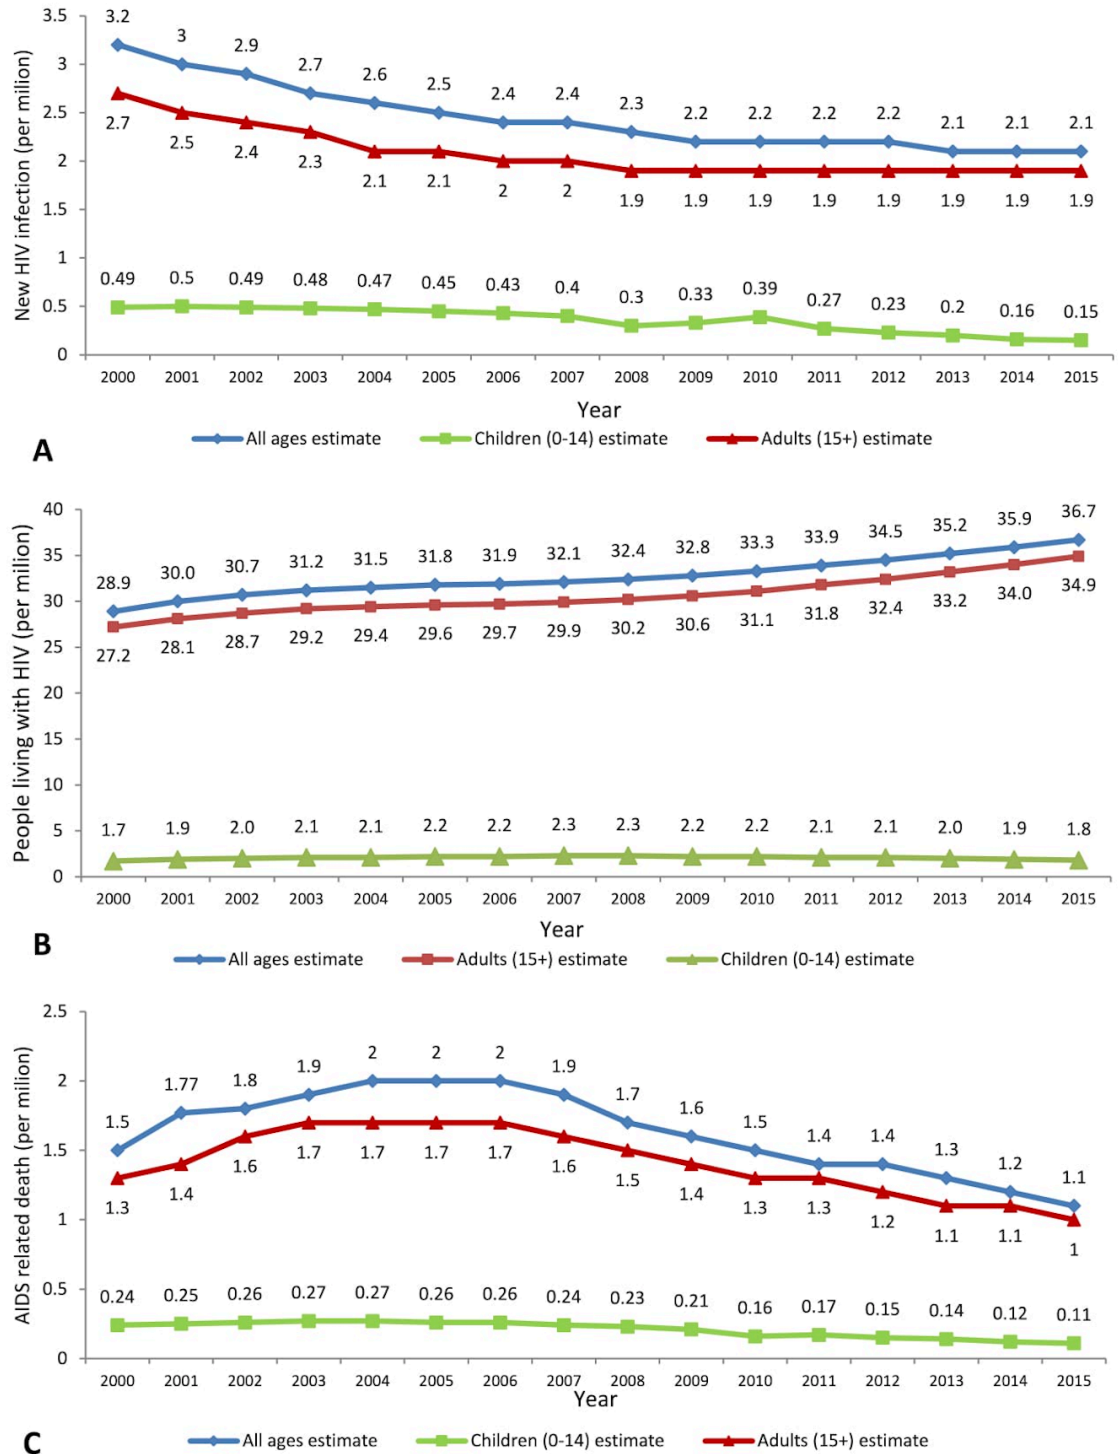 New HIV infection (per milion)
3.5
3
2.5
2
1.5
1
0.5
0
3.2 3 2.9 2.7 2.6 2.5 2.4 2.4 2.3 2.2 2.2 2.2 2.2 2.1 2.1 2.1
2.7 2.5 2.4 2.3 2.1 2.1 2 2 1.9 1.9 1.9 1.9 1.9 1.9 1.9 1.9
0.49 0.5 0.49 0.48 0.47 0.45 0.43 0.4 0.3 0.33 0.39 0.27 0.23 0.2 0.16 0.15
2000 2001 2002 2003 2004 2005 2006 2007 2008 2009 2010 2011 2012 2013 2014 2015
Year
All ages estimate Children (0-14) estimate Adults (15+) estimate
A
People living with HIV (per milion)
40
35
30
25
20
15
10
5
0
28.9 30.0 30.7 31.2 31.5 31.8 31.9 32.1 32.4 32.8 33.3 33.9 34.5 35.2 35.9 36.7
27.2 28.1 28.7 29.2 29.4 29.6 29.7 29.9 30.2 30.6 31.1 31.8 32.4 33.2 34.0 34.9
1.7 1.9 2.0 2.1 2.1 2.2 2.2 2.3 2.3 2.2 2.2 2.1 2.1 2.0 1.9 1.8
2000 2001 2002 2003 2004 2005 2006 2007 2008 2009 2010 2011 2012 2013 2014 2015
Year
B
All ages estimate Adults (15+) estimate Children (0-14) estimate
AIDS related death (per milion)
2.5
2
1.5
1
0.5
0
1.5 1.77 1.8 1.9 2 2 2 1.9 1.7 1.6 1.5 1.4 1.4 1.3 1.2 1.1
1.3 1.4 1.6 1.7 1.7 1.7 1.7 1.6 1.5 1.4 1.3 1.3 1.2 1.1 1.1 1
0.24 0.25 0.26 0.27 0.27 0.26 0.26 0.24 0.23 0.21 0.16 0.17 0.15 0.14 0.12 0.11
2000 2001 2002 2003 2004 2005 2006 2007 2008 2009 2010 2011 2012 2013 2014 2015
Year
C
All ages estimate Children (0-14) estimate Adults (15+) estimate